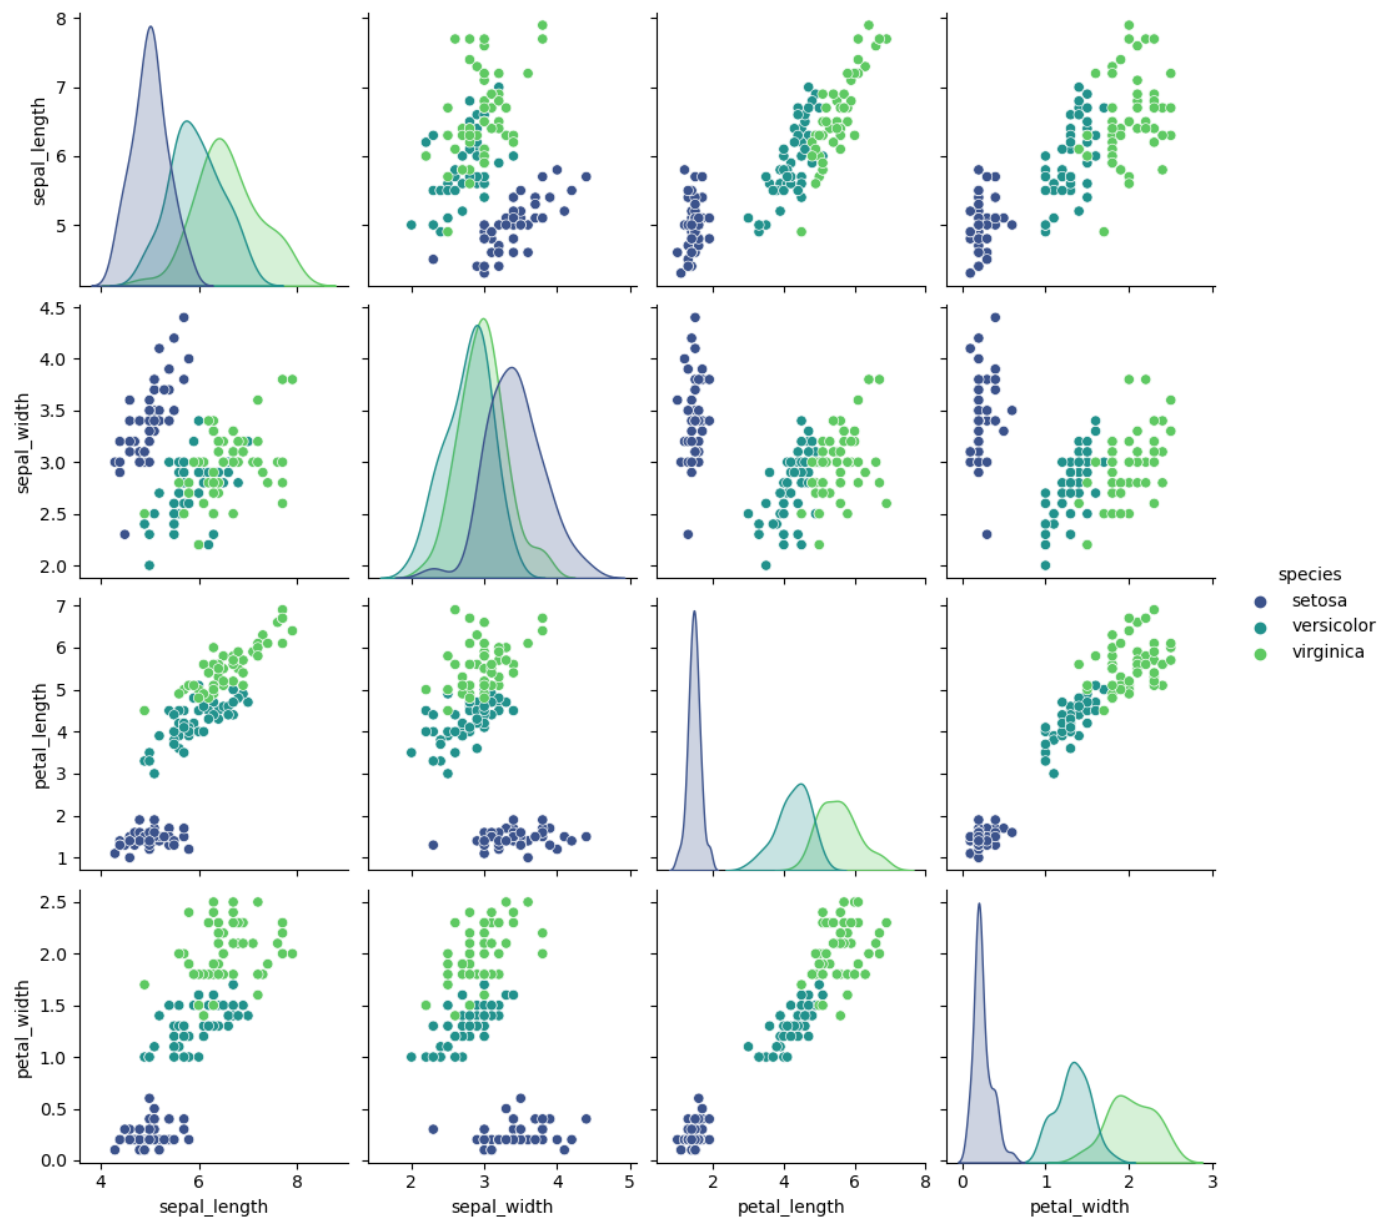 8
7
6
5
sepal_length
4 6 8
4.5
4.0
3.5
3.0
2.5
2.0
sepal_width
species
setosa
versicolor
virginica
7
6
5
4
3
2
1
petal_length
2.5
2.0
1.5
1.0
0.5
0.0
petal_width
4 6 8 2 3 4 5 2 4 6 8 0 1 2 3
sepal_length sepal_width petal_length petal_width